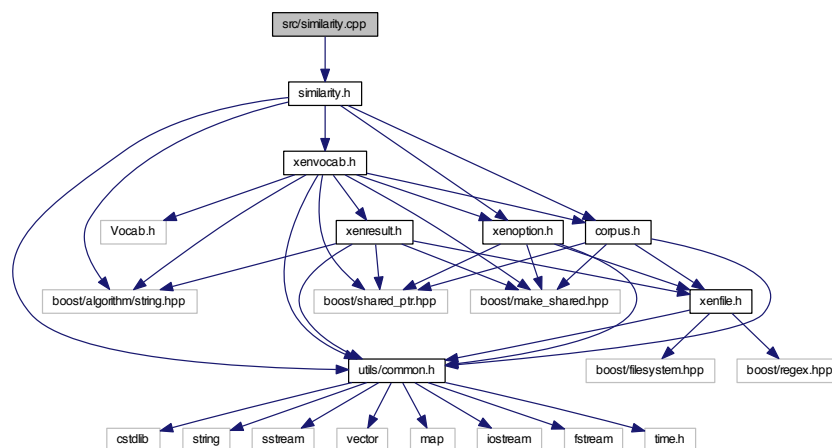 src/similarity.cpp
similarity.h
xenvocab.h
Vocab.h
xenresult.h
xenoption.h
corpus.h
boost/algorithm/string.hpp
boost/shared_ptr.hpp
boost/make_shared.hpp
xenfile.h
utils/common.h
boost/filesystem.hpp
boost/regex.hpp
cstdlib
string
sstream
vector
map
iostream
fstream
time.h